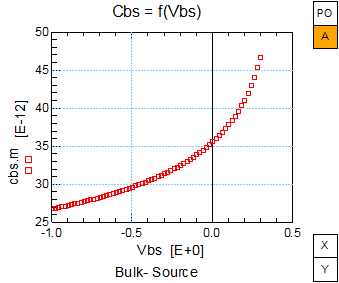 Cbs = f(Vbs)
PO
A
50
45
40
35
30
25
cbs.m [E-12]
-1.0
-0.5
0.0
0.5
Vbs [E+0]
Bulk- Source
X
Y